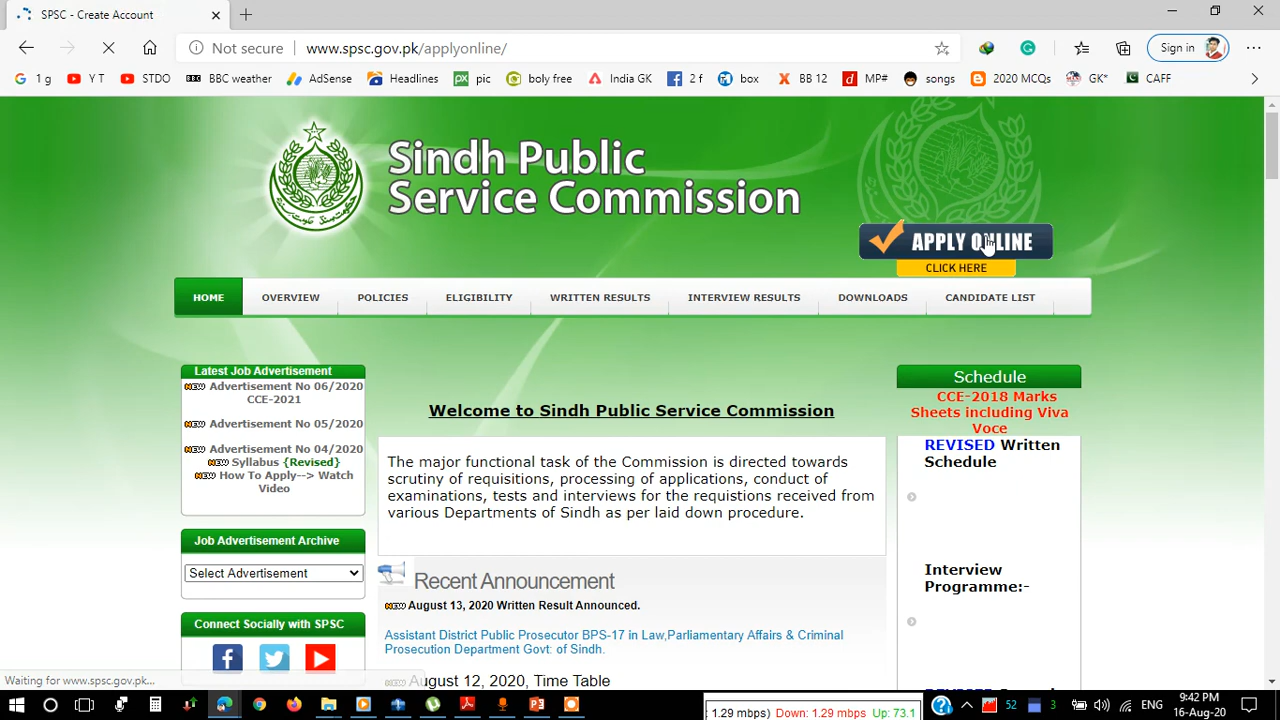 SPSC - Create Account
Not secure | www.spsc.gov.pk/applyonline/
Sign in
1 g
Y T
STDO
BBC weather
AdSense
Headlines
pic
boly free
India GK
2 f
box
BB 12
MP#
songs
2020 MCQs
GK*
CAFF
Sindh Public
Service Commission
APPLY ONLINE
CLICK HERE
HOME
OVERVIEW
POLICIES
ELIGIBILITY
WRITTEN RESULTS
INTERVIEW RESULTS
DOWNLOADS
CANDIDATE LIST
Latest Job Advertisement
NEW Advertisement No 06/2020
CCE-2021
NEW Advertisement No 05/2020
NEW Advertisement No 04/2020
NEW Syllabus {Revised}
NEW How To Apply--> Watch
Video
Job Advertisement Archive
Select Advertisement
Connect Socially with SPSC
Welcome to Sindh Public Service Commission
The major functional task of the Commission is directed towards
scrutiny of requisitions, processing of applications, conduct of
examinations, tests and interviews for the requistions received from
various Departments of Sindh as per laid down procedure.
Recent Announcement
NEW August 13, 2020 Written Result Announced.
Assistant District Public Prosecutor BPS-17 in Law,Parliamentary Affairs & Criminal
Prosecution Department Govt: of Sindh.
NEW August 12, 2020, Time Table
Schedule
CCE-2018 Marks
Sheets including Viva
Voce
REVISED Written
Schedule
Interview
Programme:-
Waiting for www.spsc.gov.pk...
: 1.29 mbps) Down: 1.29 mbps Up: 73.1
52
3
ENG
9:42 PM
16-Aug-20